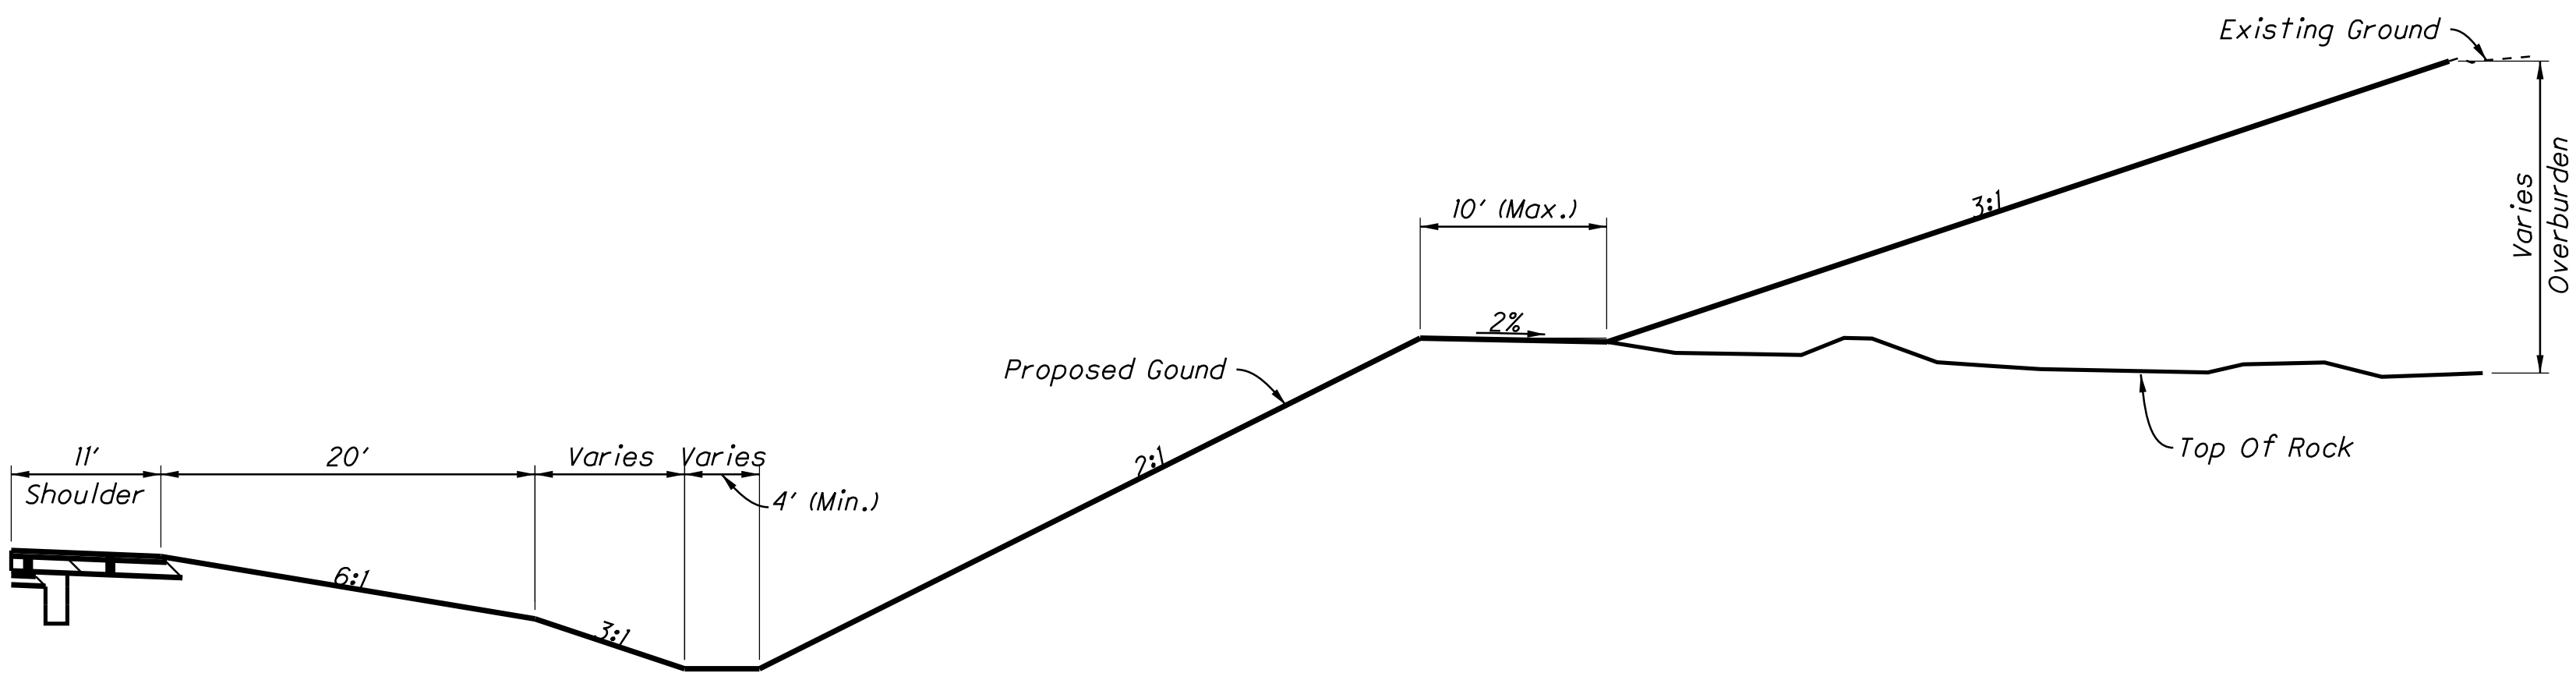 Existing Ground
Varies
Overburden
3:1
10' (Max.)
2%
Proposed Gound
2:1
Top Of Rock
11'
20'
Varies
Varies
Shoulder
4' (Min.)
6:1
3:1